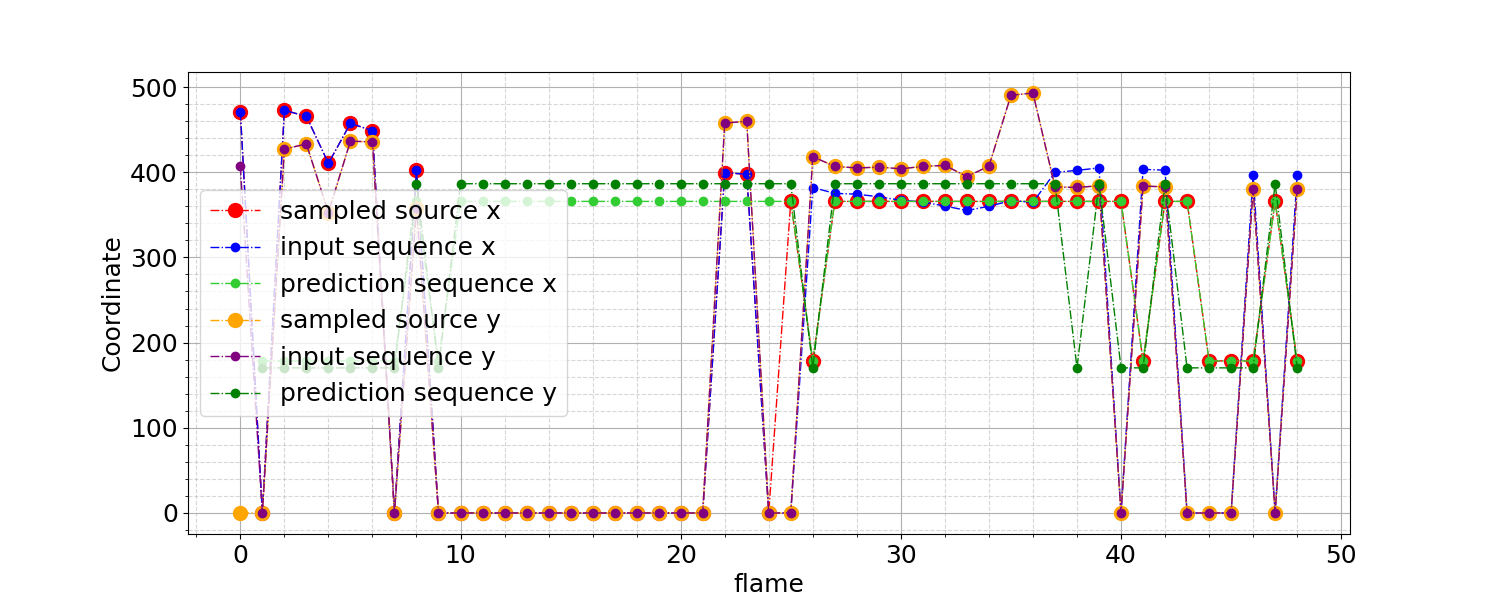 500
400
300
200
100
0
Coordinate
sampled source x
input sequence x
prediction sequence x
sampled source y
input sequence y
prediction sequence y
0 10 20 30 40 50
flame